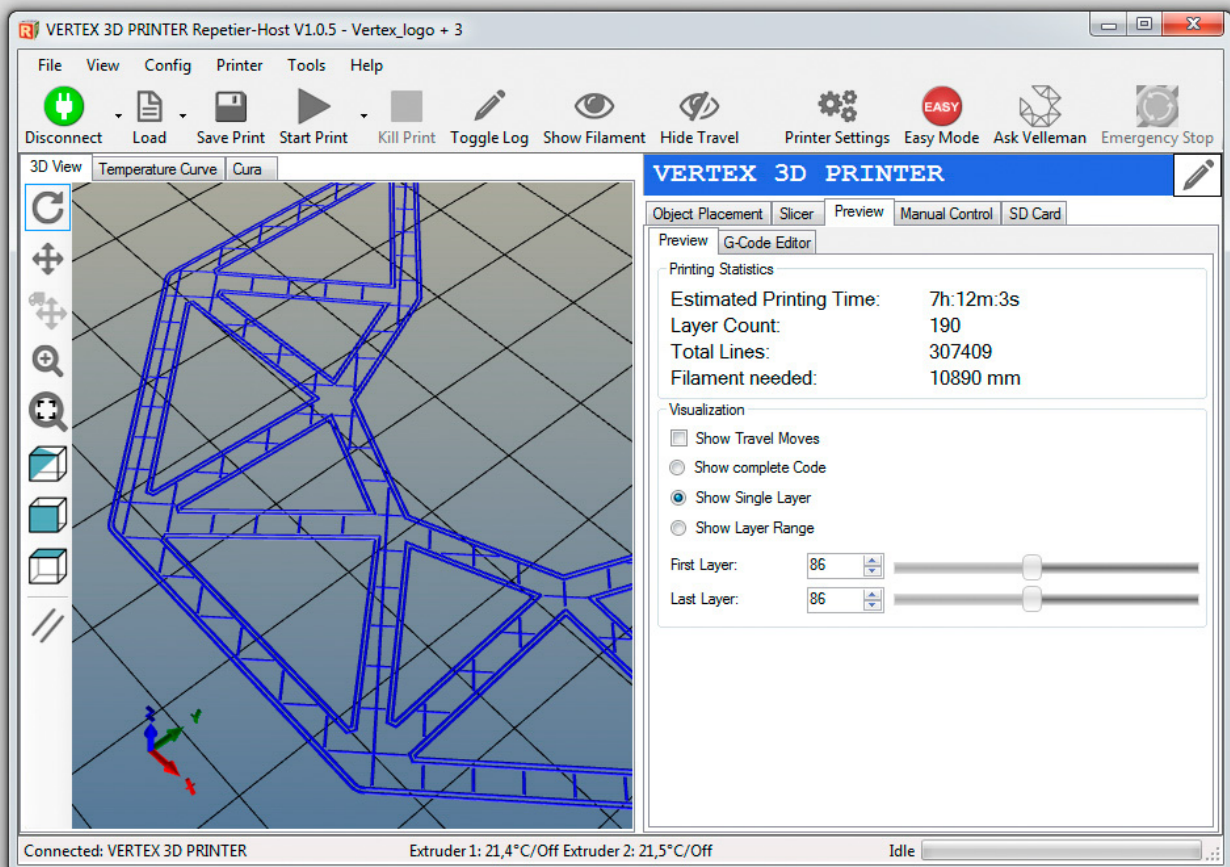 VERTEX 3D PRINTER Repetier-Host V1.0.5 - Vertex_logo + 3
File View Config Printer Tools Help
Disconnect Load Save Print Start Print Kill Print Toggle Log Show Filament Hide Travel Printer Settings EASY Easy Mode Ask Velleman Emergency Stop
3D View Temperature Curve Cura
VERTEX 3D PRINTER
Object Placement Slicer Preview Manual Control SD Card
Preview G-Code Editor
Printing Statistics
Estimated Printing Time: 7h:12m:3s
Layer Count: 190
Total Lines: 307409
Filament needed: 10890 mm
Visualization
Show Travel Moves
Show complete Code
Show Single Layer
Show Layer Range
First Layer: 86
Last Layer: 86
Z Y
X
Connected: VERTEX 3D PRINTER Extruder 1: 21,4°C/Off Extruder 2: 21,5°C/Off Idle